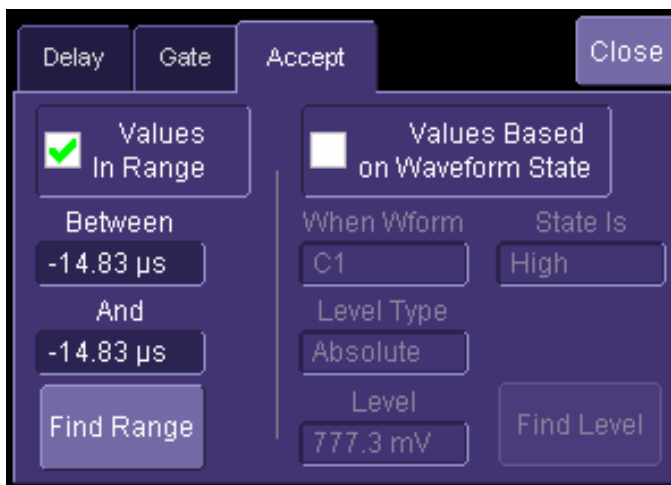 Delay Gate Accept Close
Values
In Range
Values Based
on Waveform State
Between
-14.83 µs
And
-14.83 µs
Find Range
When Wform State Is
C1 High
Level Type
Absolute
Level
777.3 mV
Find Level